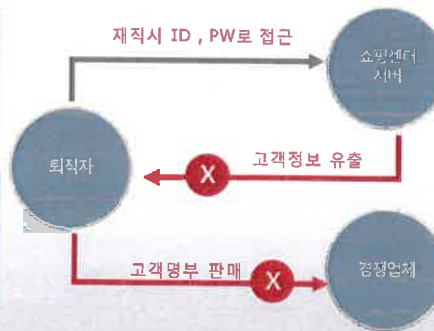 재직시 ID , PW로 접근
쇼핑센터
서버
퇴직자
X
고객정보 유출
고객명부 판매
X
경쟁업체